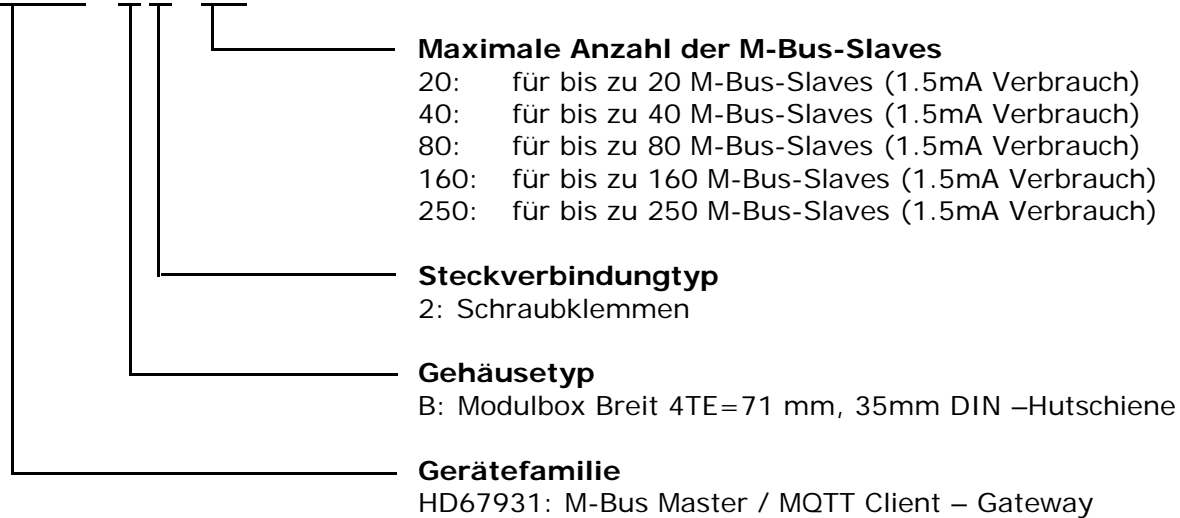 Maximale Anzahl der M-Bus-Slaves
20: für bis zu 20 M-Bus-Slaves (1.5mA Verbrauch)
40: für bis zu 40 M-Bus-Slaves (1.5mA Verbrauch)
80: für bis zu 80 M-Bus-Slaves (1.5mA Verbrauch)
160: für bis zu 160 M-Bus-Slaves (1.5mA Verbrauch)
250: für bis zu 250 M-Bus-Slaves (1.5mA Verbrauch)
Steckverbindungtyp
2: Schraubklemmen
Gehäusetyp
B: Modulbox Breit 4TE=71 mm, 35mm DIN –Hutschiene
Gerätefamilie
HD67931: M-Bus Master / MQTT Client – Gateway